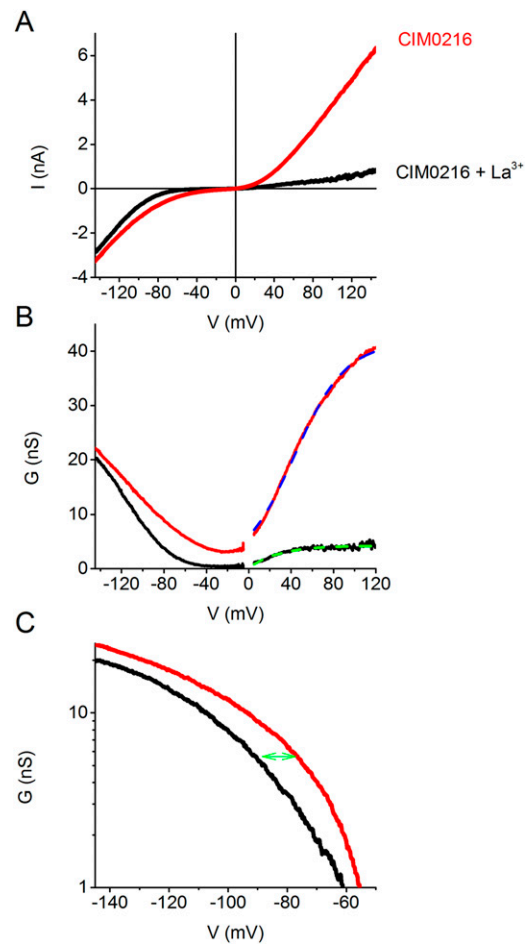 A
CIM0216
CIM0216 + La³⁺
I (nA)
6
4
2
0
-2
-4
-120 -80 -40 0 40 80 120
V (mV)
B
G (nS)
40
30
20
10
0
-120 -80 -40 0 40 80 120
V (mV)
C
G (nS)
10
1
-140 -120 -100 -80 -60
V (mV)